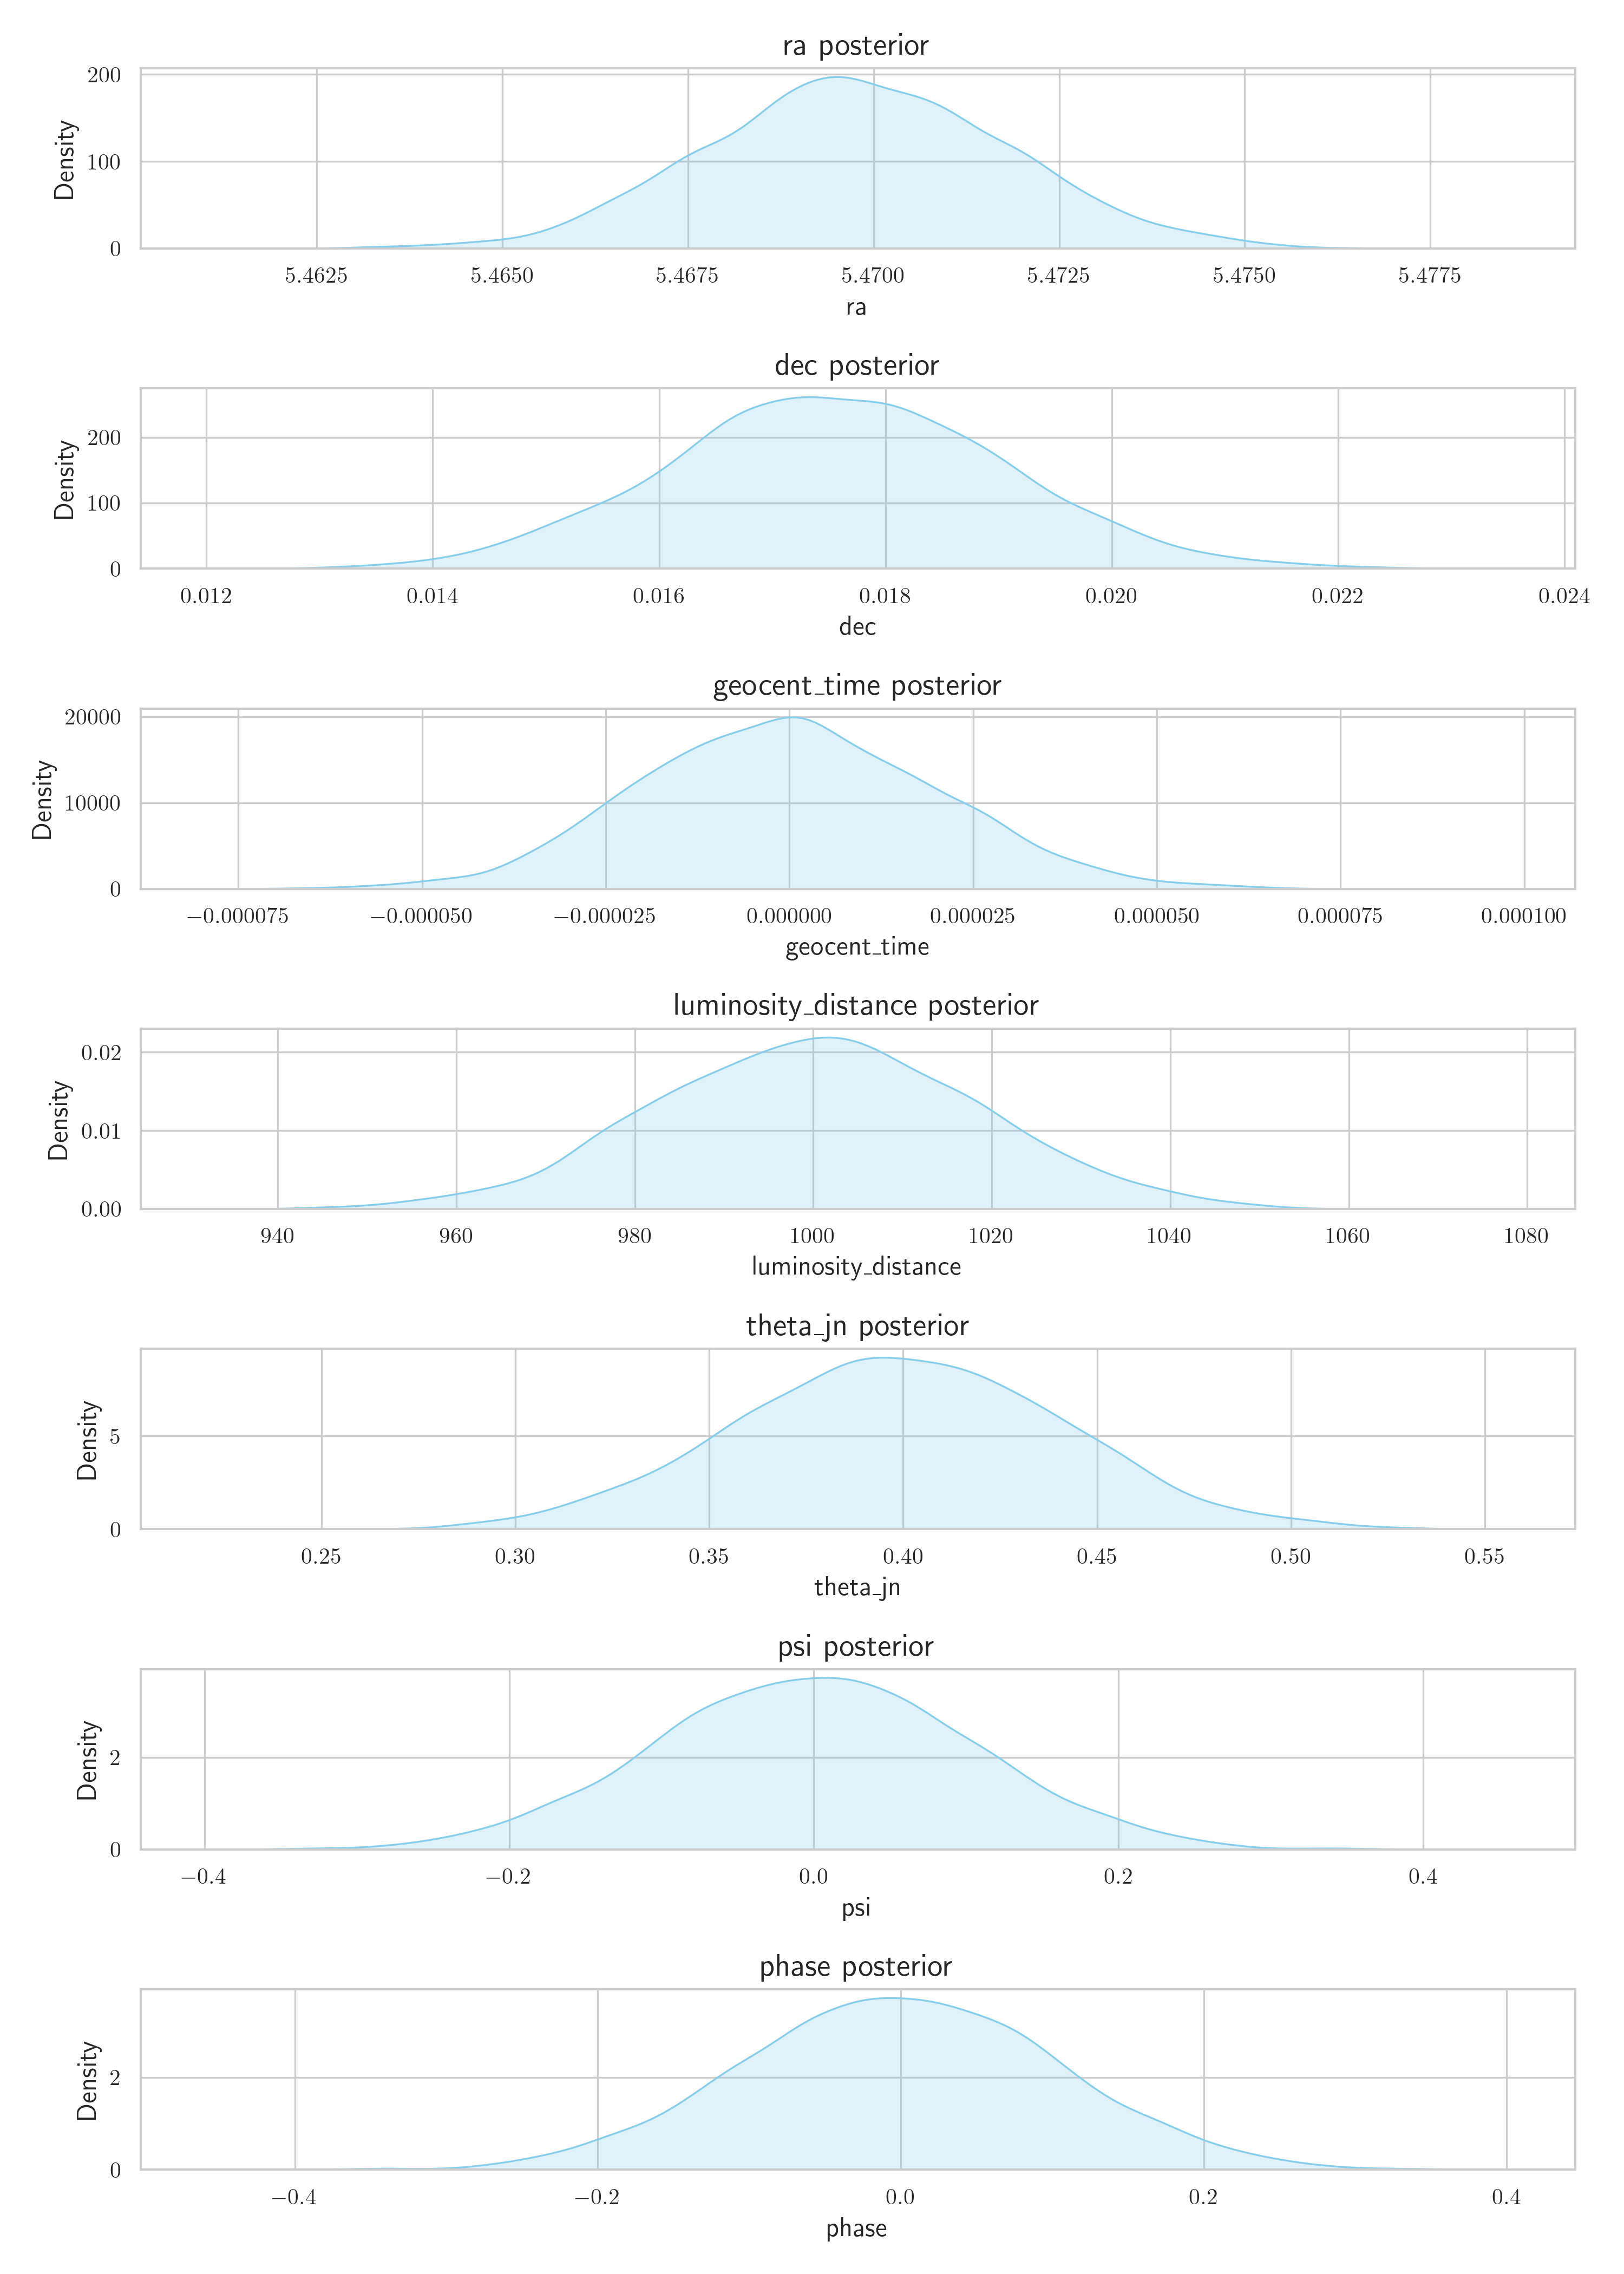 ra posterior
200
100
0
Density
5.4625 5.4650 5.4675 5.4700 5.4725 5.4750 5.4775
ra
dec posterior
200
100
0
Density
0.012 0.014 0.016 0.018 0.020 0.022 0.024
dec
geocent_time posterior
20000
10000
0
Density
−0.000075 −0.000050 −0.000025 0.000000 0.000025 0.000050 0.000075 0.000100
geocent_time
luminosity_distance posterior
0.02
0.01
0.00
Density
940 960 980 1000 1020 1040 1060 1080
luminosity_distance
theta_jn posterior
5
0
Density
0.25 0.30 0.35 0.40 0.45 0.50 0.55
theta_jn
psi posterior
2
0
Density
−0.4 −0.2 0.0 0.2 0.4
psi
phase posterior
2
0
Density
−0.4 −0.2 0.0 0.2 0.4
phase